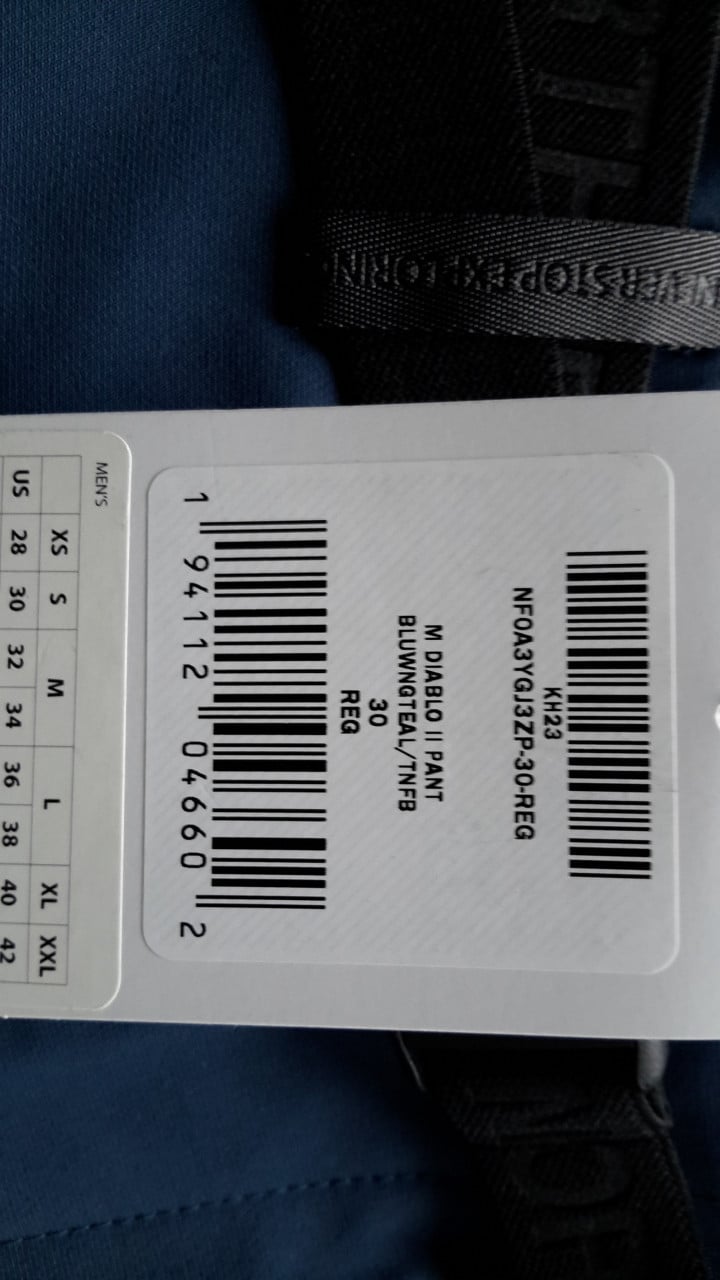 NEVER STOP EXPLORING
KH23
NF0A3YGJ3ZP-30-REG
M DIABLO II PANT
BLUWNGTEAL/TNFB
30
REG
1 94112 04660 2
MEN'S
XS S M L XL XXL
US 28 30 32 34 36 38 40 42